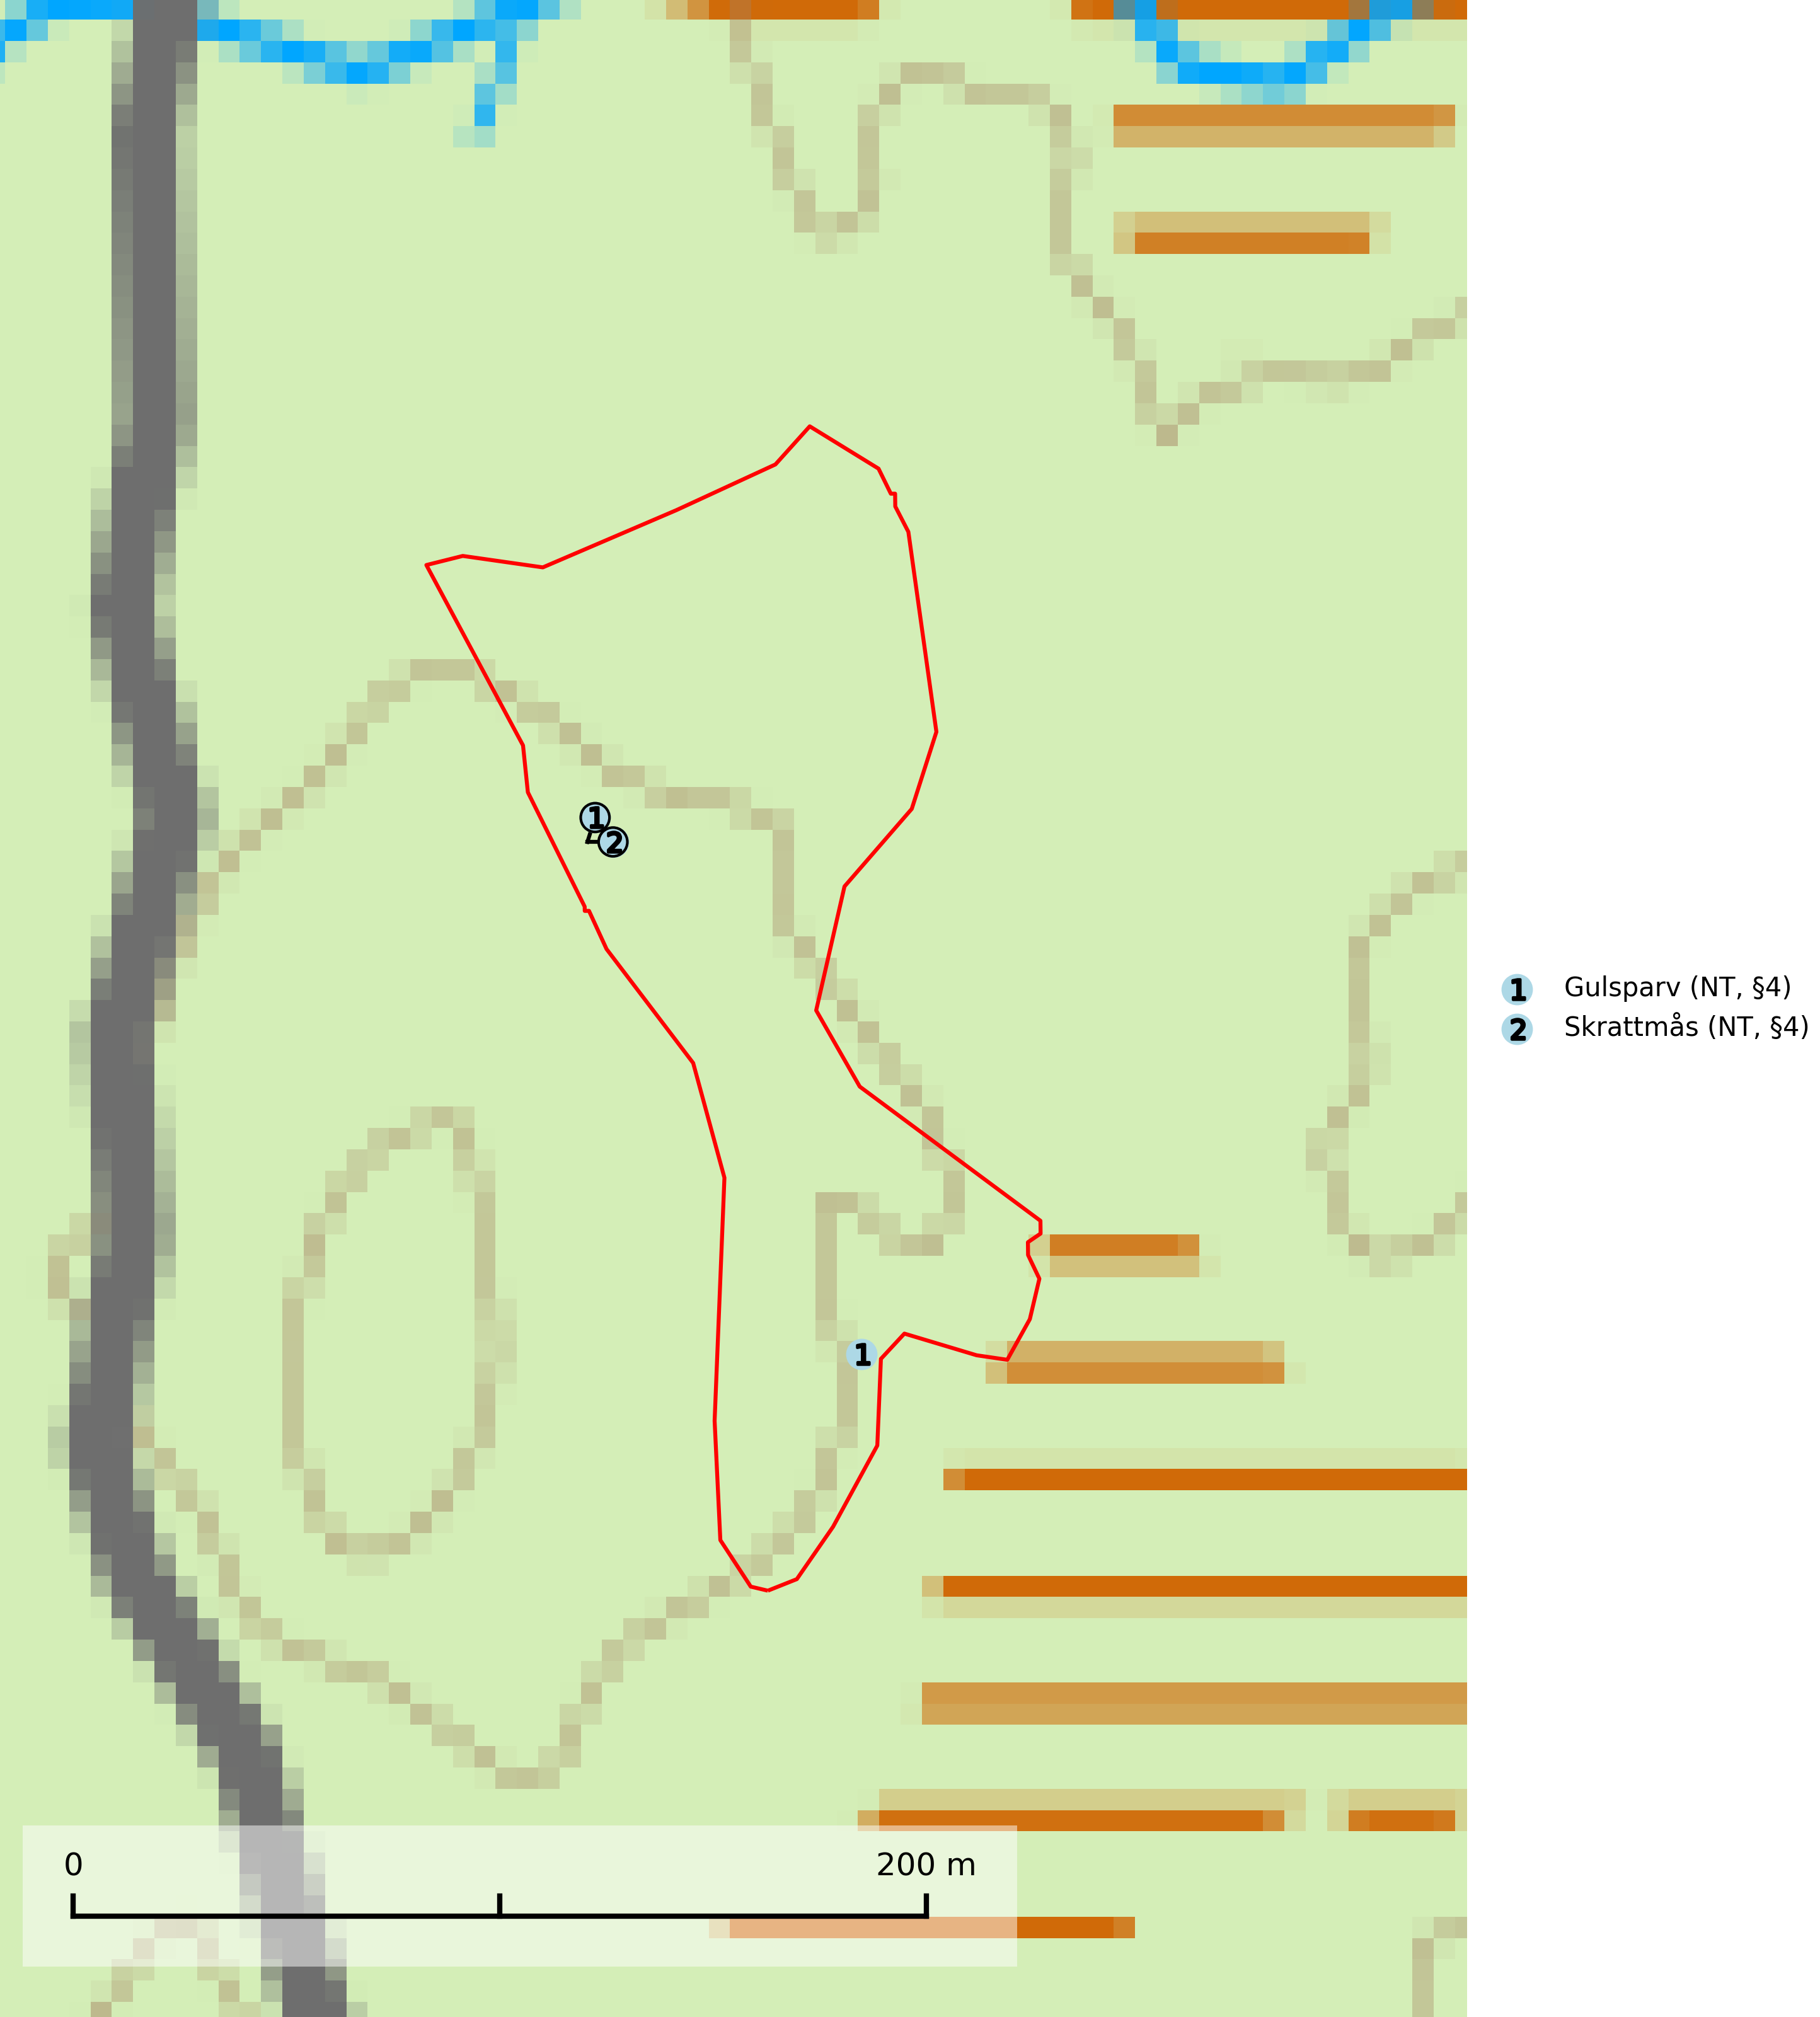 1
2
1
1 Gulsparv (NT, §4)
2 Skrattmås (NT, §4)
0 200 m